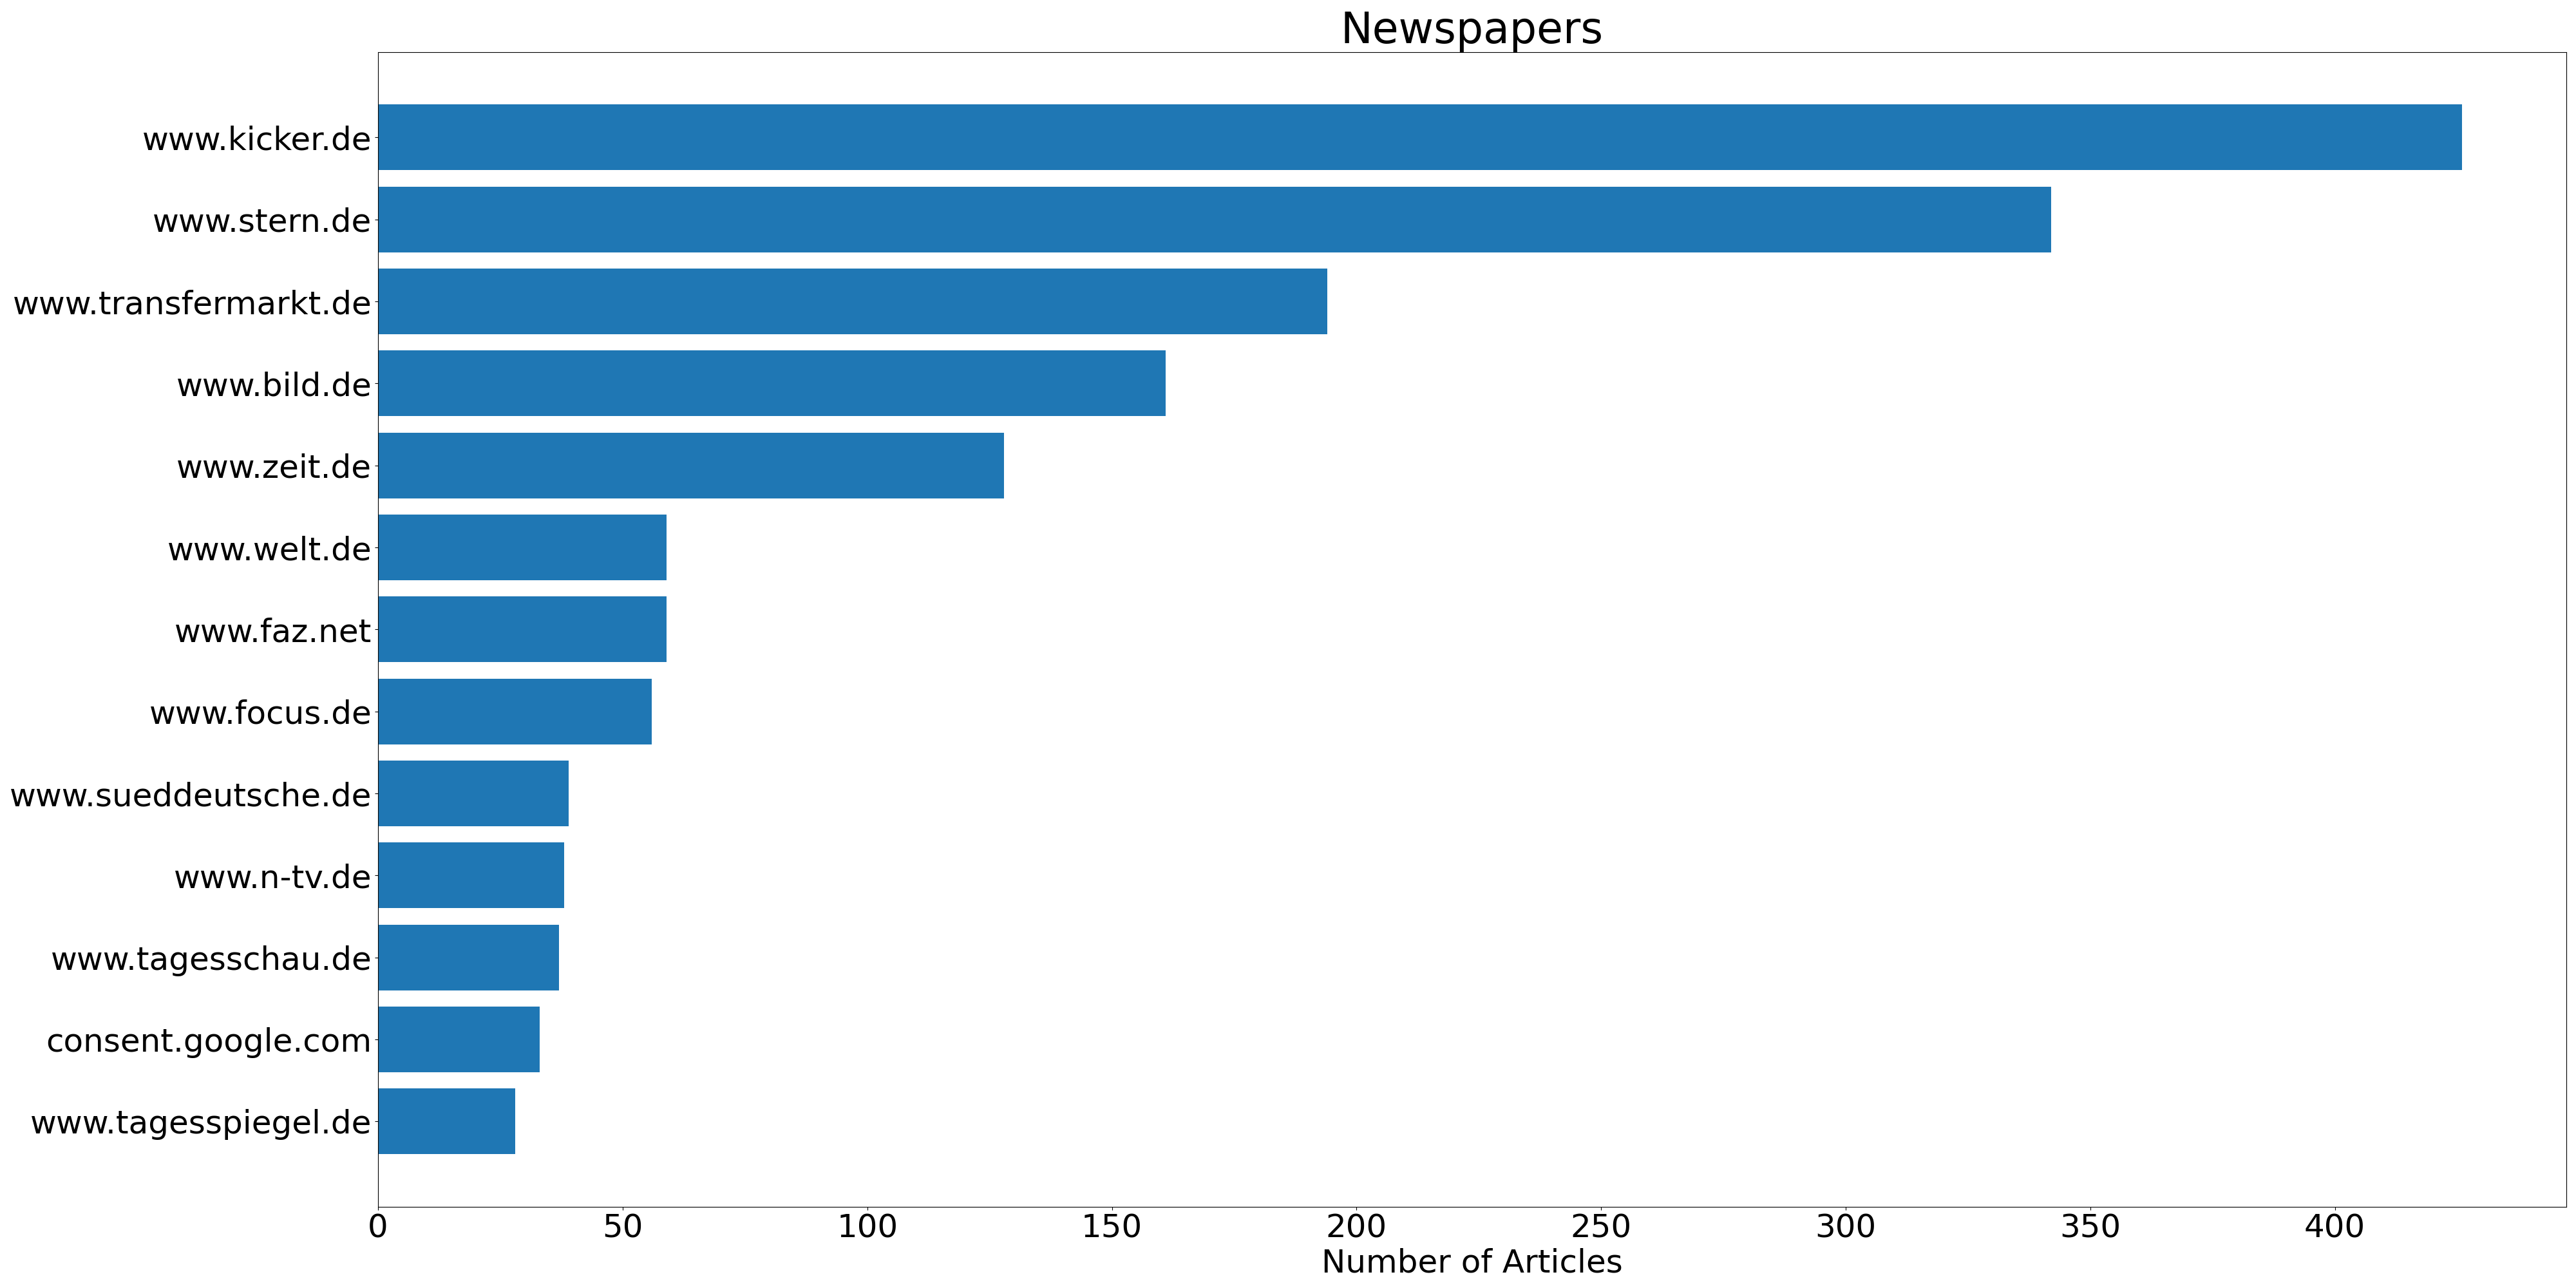 Newspapers
www.kicker.de
www.stern.de
www.transfermarkt.de
www.bild.de
www.zeit.de
www.welt.de
www.faz.net
www.focus.de
www.sueddeutsche.de
www.n-tv.de
www.tagesschau.de
consent.google.com
www.tagesspiegel.de
0 50 100 150 200 250 300 350 400
Number of Articles